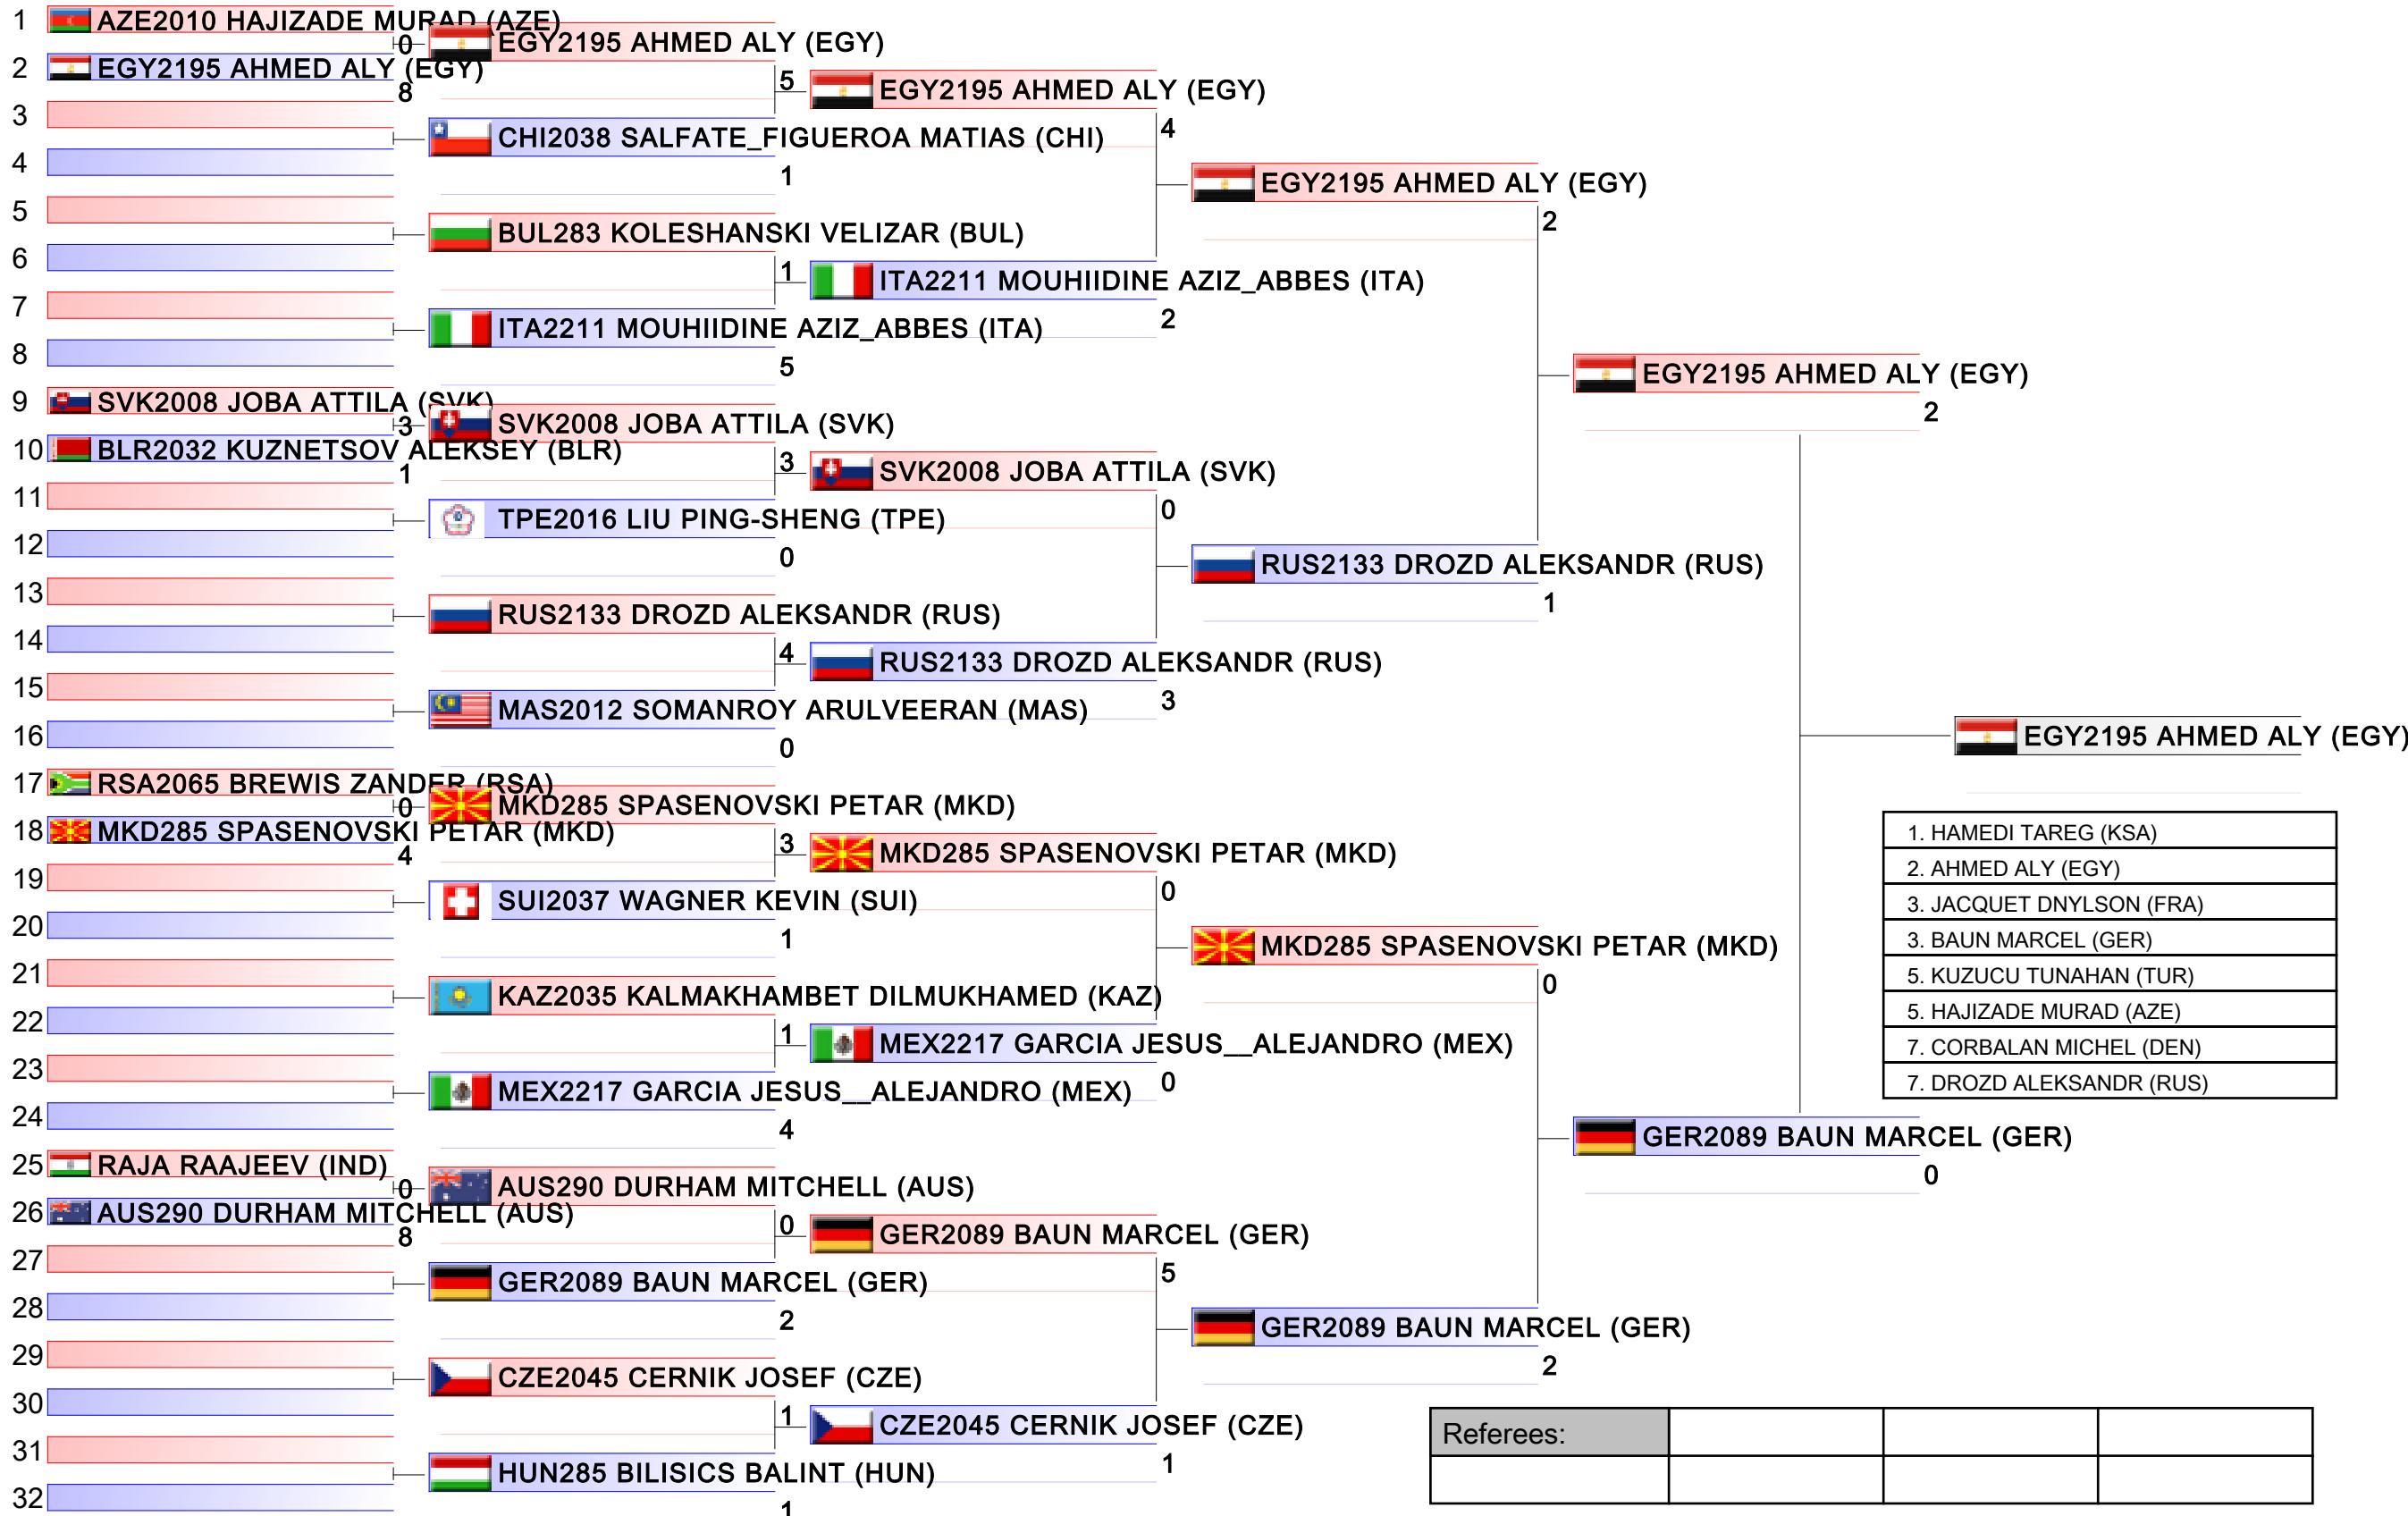 1 AZE2010 HAJIZADE MURAD (AZE)
0
2 EGY2195 AHMED ALY (EGY)
8
3
4
5
6
7
8
9 SVK2008 JOBA ATTILA (SVK)
3
10 BLR2032 KUZNETSOV ALEKSEY (BLR)
1
11
12
13
14
15
16
17 RSA2065 BREWIS ZANDER (RSA)
0
18 MKD285 SPASENOVSKI PETAR (MKD)
4
19
20
21
22
23
24
25 RAJA RAAJEEV (IND)
0
26 AUS290 DURHAM MITCHELL (AUS)
8
27
28
29
30
31
32
EGY2195 AHMED ALY (EGY)
5
CHI2038 SALFATE_FIGUEROA MATIAS (CHI)
1
BUL283 KOLESHANSKI VELIZAR (BUL)
1
ITA2211 MOUHIIDINE AZIZ_ABBES (ITA)
5
SVK2008 JOBA ATTILA (SVK)
3
TPE2016 LIU PING-SHENG (TPE)
0
RUS2133 DROZD ALEKSANDR (RUS)
4
MAS2012 SOMANROY ARULVEERAN (MAS)
0
MKD285 SPASENOVSKI PETAR (MKD)
3
SUI2037 WAGNER KEVIN (SUI)
1
KAZ2035 KALMAKHAMBET DILMUKHAMED (KAZ)
1
MEX2217 GARCIA JESUS__ALEJANDRO (MEX)
4
AUS290 DURHAM MITCHELL (AUS)
0
GER2089 BAUN MARCEL (GER)
2
CZE2045 CERNIK JOSEF (CZE)
1
HUN285 BILISICS BALINT (HUN)
1
EGY2195 AHMED ALY (EGY)
4
ITA2211 MOUHIIDINE AZIZ_ABBES (ITA)
2
SVK2008 JOBA ATTILA (SVK)
0
RUS2133 DROZD ALEKSANDR (RUS)
3
MKD285 SPASENOVSKI PETAR (MKD)
0
MEX2217 GARCIA JESUS__ALEJANDRO (MEX)
0
GER2089 BAUN MARCEL (GER)
5
CZE2045 CERNIK JOSEF (CZE)
1
EGY2195 AHMED ALY (EGY)
2
RUS2133 DROZD ALEKSANDR (RUS)
1
MKD285 SPASENOVSKI PETAR (MKD)
0
GER2089 BAUN MARCEL (GER)
2
EGY2195 AHMED ALY (EGY)
2
GER2089 BAUN MARCEL (GER)
0
EGY2195 AHMED ALY (EGY)
1. HAMEDI TAREG (KSA)
2. AHMED ALY (EGY)
3. JACQUET DNYLSON (FRA)
3. BAUN MARCEL (GER)
5. KUZUCU TUNAHAN (TUR)
5. HAJIZADE MURAD (AZE)
7. CORBALAN MICHEL (DEN)
7. DROZD ALEKSANDR (RUS)
Referees: